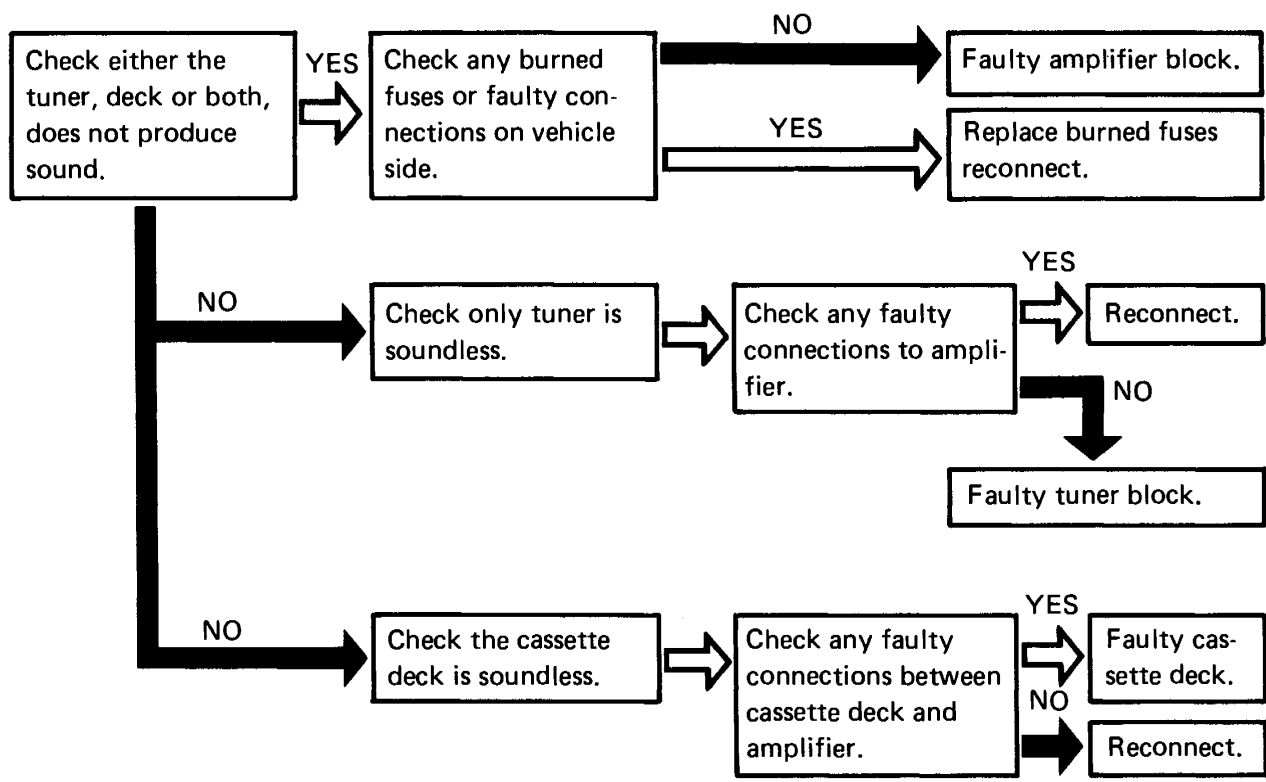 Check either the
tuner, deck or both,
does not produce
sound.
YES
Check any burned
fuses or faulty con-
nections on vehicle
side.
NO
Faulty amplifier block.
YES
Replace burned fuses
reconnect.
NO
Check only tuner is
soundless.
Check any faulty
connections to ampli-
fier.
YES
Reconnect.
NO
Faulty tuner block.
NO
Check the cassette
deck is soundless.
Check any faulty
connections between
cassette deck and
amplifier.
YES
Faulty cas-
sette deck.
NO
Reconnect.